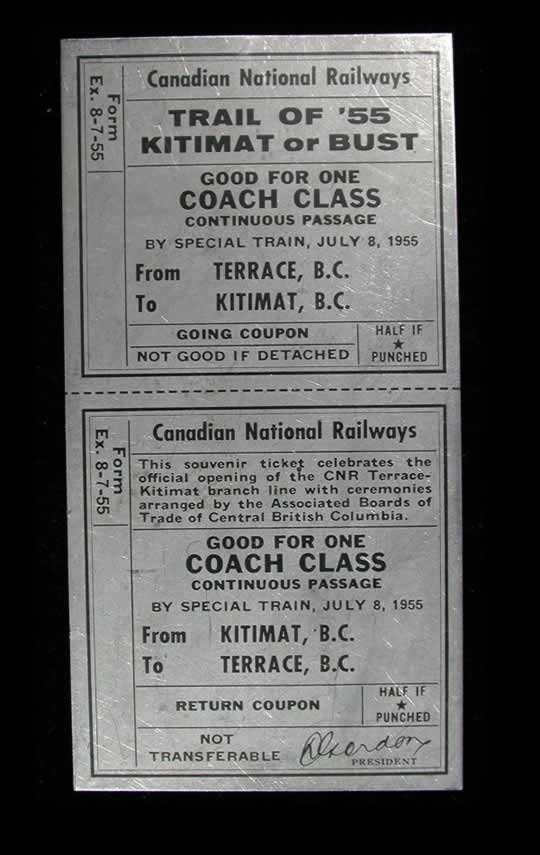 Form
Ex. 8-7-55
Canadian National Railways
TRAIL OF '55
KITIMAT or BUST
GOOD FOR ONE
COACH CLASS
CONTINUOUS PASSAGE
BY SPECIAL TRAIN, JULY 8, 1955
From TERRACE, B.C.
To KITIMAT, B.C.
GOING COUPON
NOT GOOD IF DETACHED
HALF IF
★
PUNCHED
Form
Ex. 8-7-55
Canadian National Railways
This souvenir ticket celebrates the
official opening of the CNR Terrace-
Kitimat branch line with ceremonies
arranged by the Associated Boards of
Trade of Central British Columbia.
GOOD FOR ONE
COACH CLASS
CONTINUOUS PASSAGE
BY SPECIAL TRAIN, JULY 8, 1955
From KITIMAT, B.C.
To TERRACE, B.C.
RETURN COUPON
HALF IF
★
PUNCHED
NOT
TRANSFERABLE
DGordon
PRESIDENT